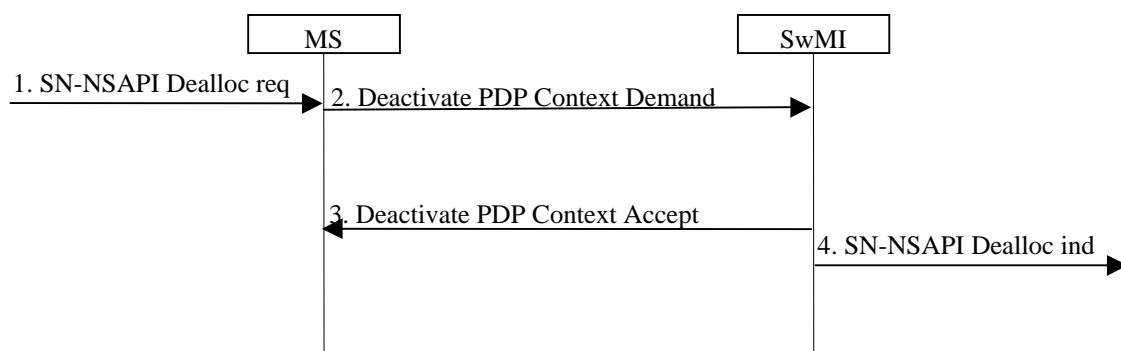 MS
SwMI
1. SN-NSAPI Dealloc req
2. Deactivate PDP Context Demand
3. Deactivate PDP Context Accept
4. SN-NSAPI Dealloc ind